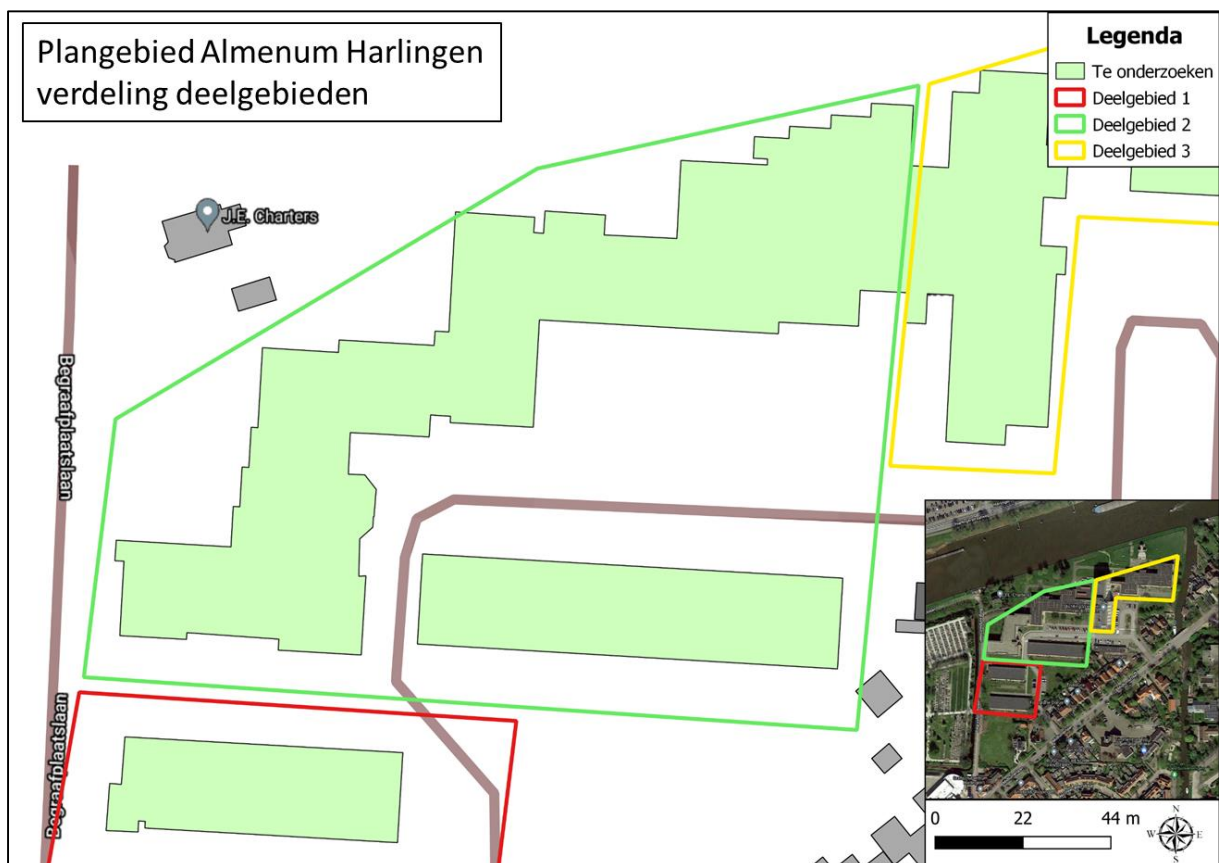 Plangebied Almenum Harlingen
verdeling deelgebieden
Legenda
Te onderzoeken
Deelgebied 1
Deelgebied 2
Deelgebied 3
J.E. Charters
Begraafplaatslaan
Begraafplaatslaan
0 22 44 m
N
W E
S